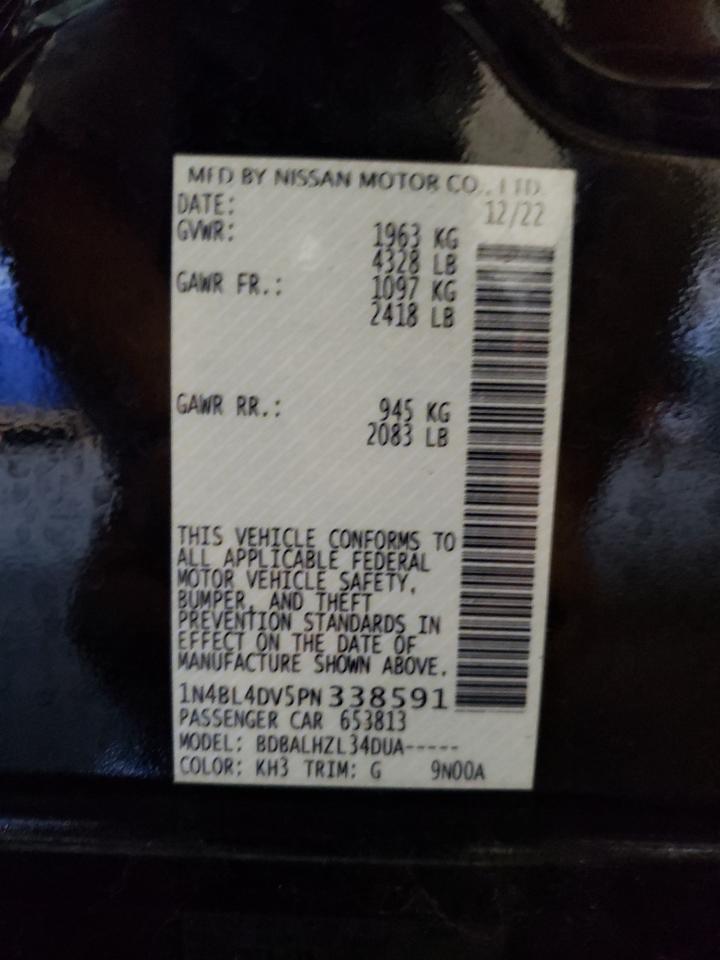 MFD BY NISSAN MOTOR CO., LTD.
DATE: 12/22
GVWR: 1963 KG
4328 LB
GAWR FR.: 1097 KG
2418 LB
GAWR RR.: 945 KG
2083 LB
THIS VEHICLE CONFORMS TO
ALL APPLICABLE FEDERAL
MOTOR VEHICLE SAFETY,
BUMPER, AND THEFT
PREVENTION STANDARDS IN
EFFECT ON THE DATE OF
MANUFACTURE SHOWN ABOVE.
1N4BL4DV5PN338591
PASSENGER CAR 653813
MODEL: BDBALHZL34DUA-----
COLOR: KH3 TRIM: G 9N00A